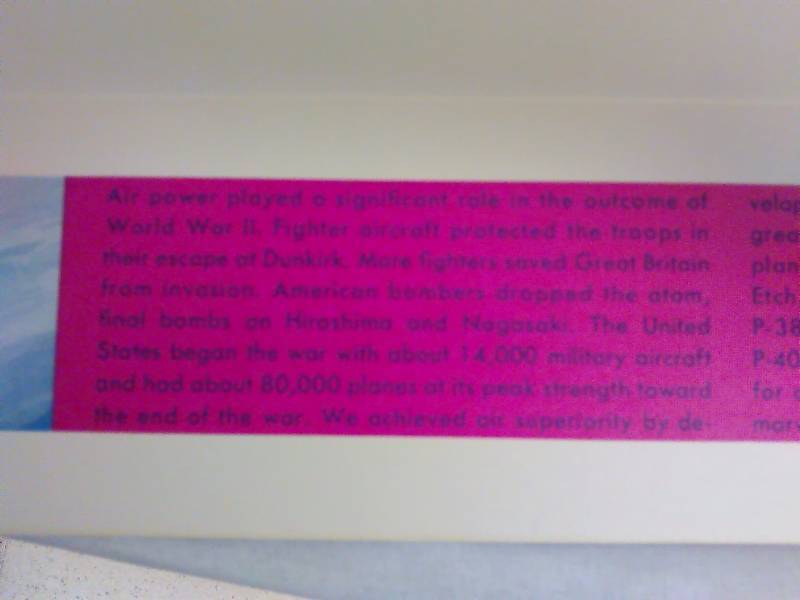 Air power played a significant role in the outcome of
World War II. Fighter aircraft protected the troops in
their escape at Dunkirk. More fighters saved Great Britain
from invasion. American bombers dropped the atom,
final bombs on Hiroshima and Nagasaki. The United
States began the war with about 14,000 military aircraft
and had about 80,000 planes at its peak strength toward
the end of the war. We achieved air superiority by de-
velop
grea
plan
Etch
P-38
P-40
for
mary